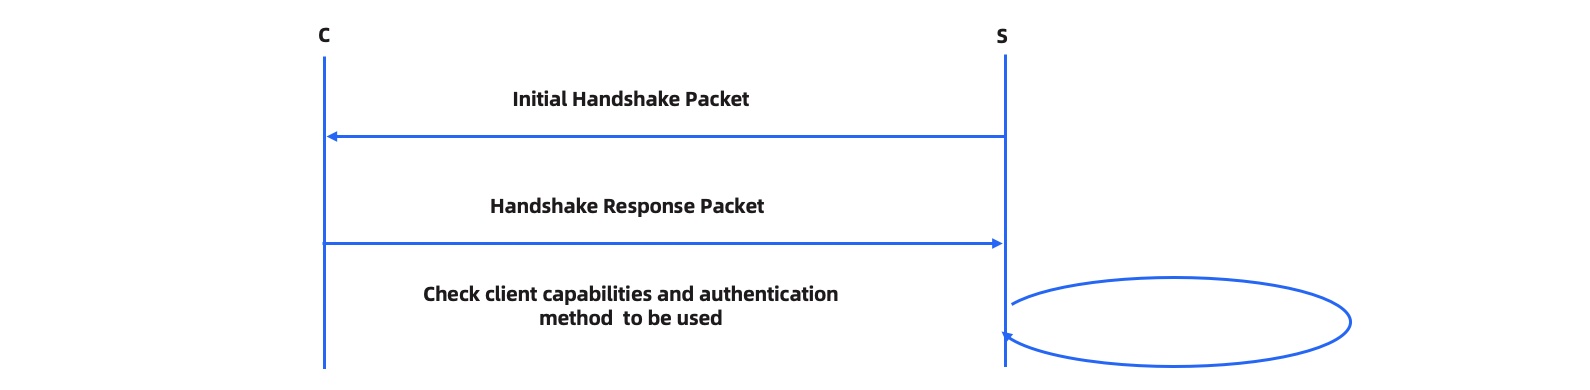 C
S
Initial Handshake Packet
Handshake Response Packet
Check client capabilities and authentication
method  to be used